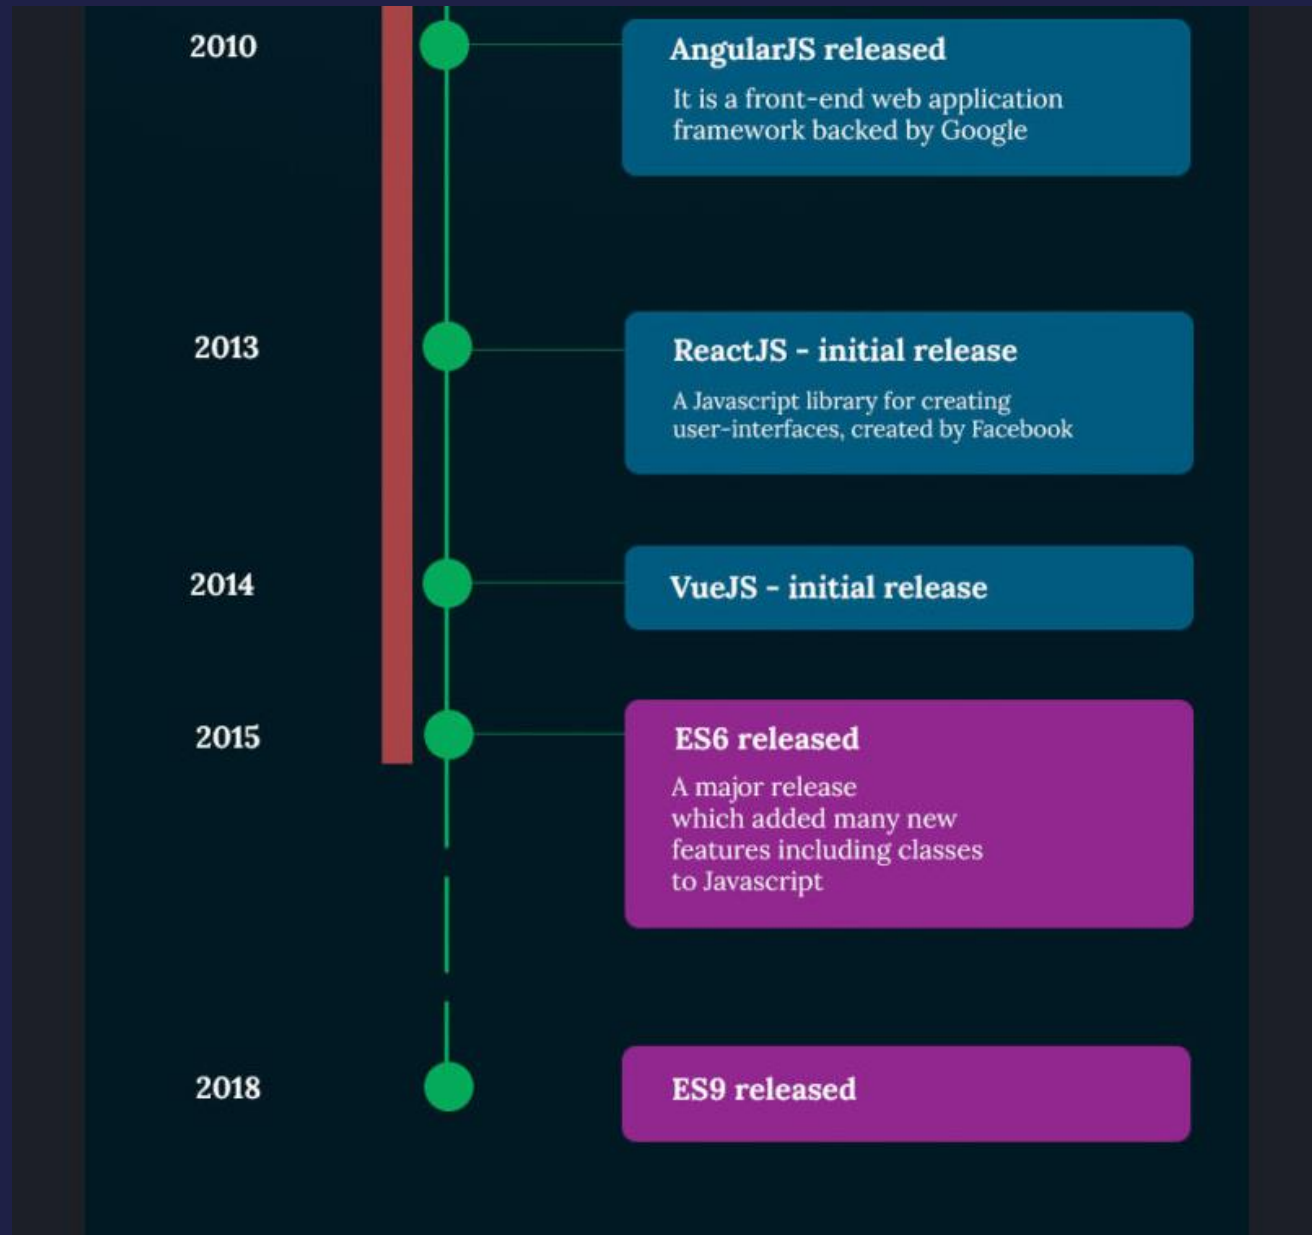 2010
AngularJS released
It is a front-end web application
framework backed by Google
2013
ReactJS - initial release
A Javascript library for creating
user-interfaces, created by Facebook
2014
VueJS - initial release
2015
ES6 released
A major release
which added many new
features including classes
to Javascript
2018
ES9 released